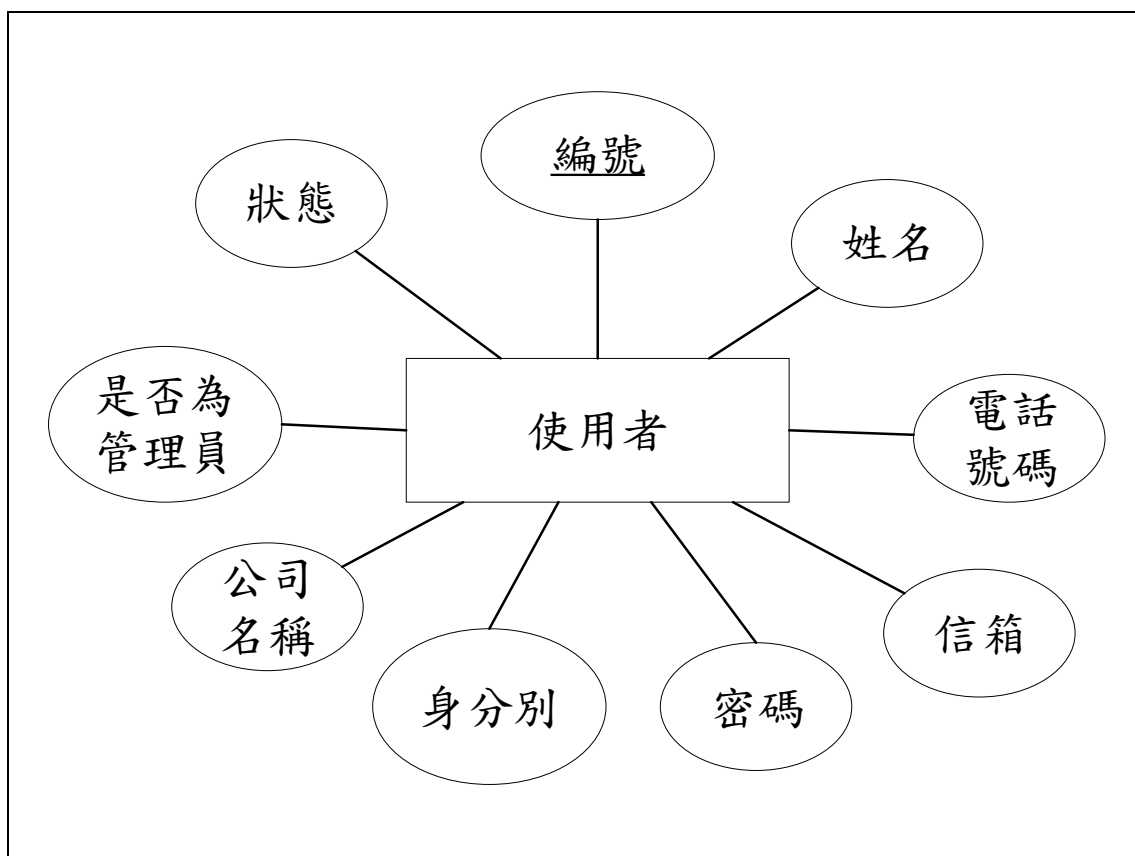 編號
狀態
姓名
是否為
管理員
使用者
電話
號碼
公司
名稱
信箱
身分別
密碼